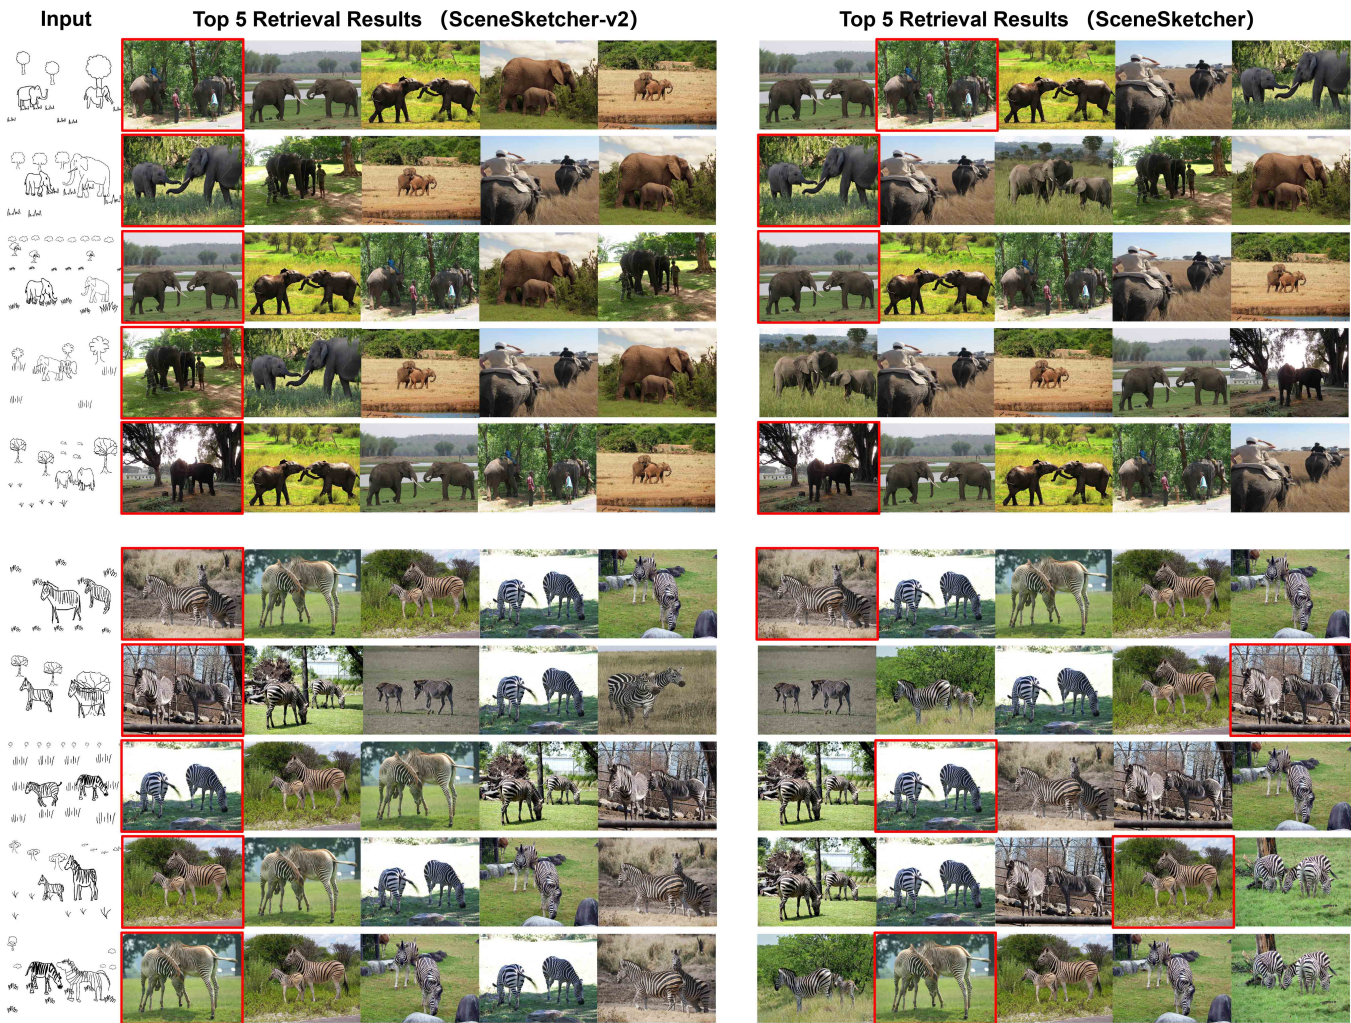 Input
Top 5 Retrieval Results （SceneSketcher-v2）
Top 5 Retrieval Results （SceneSketcher）